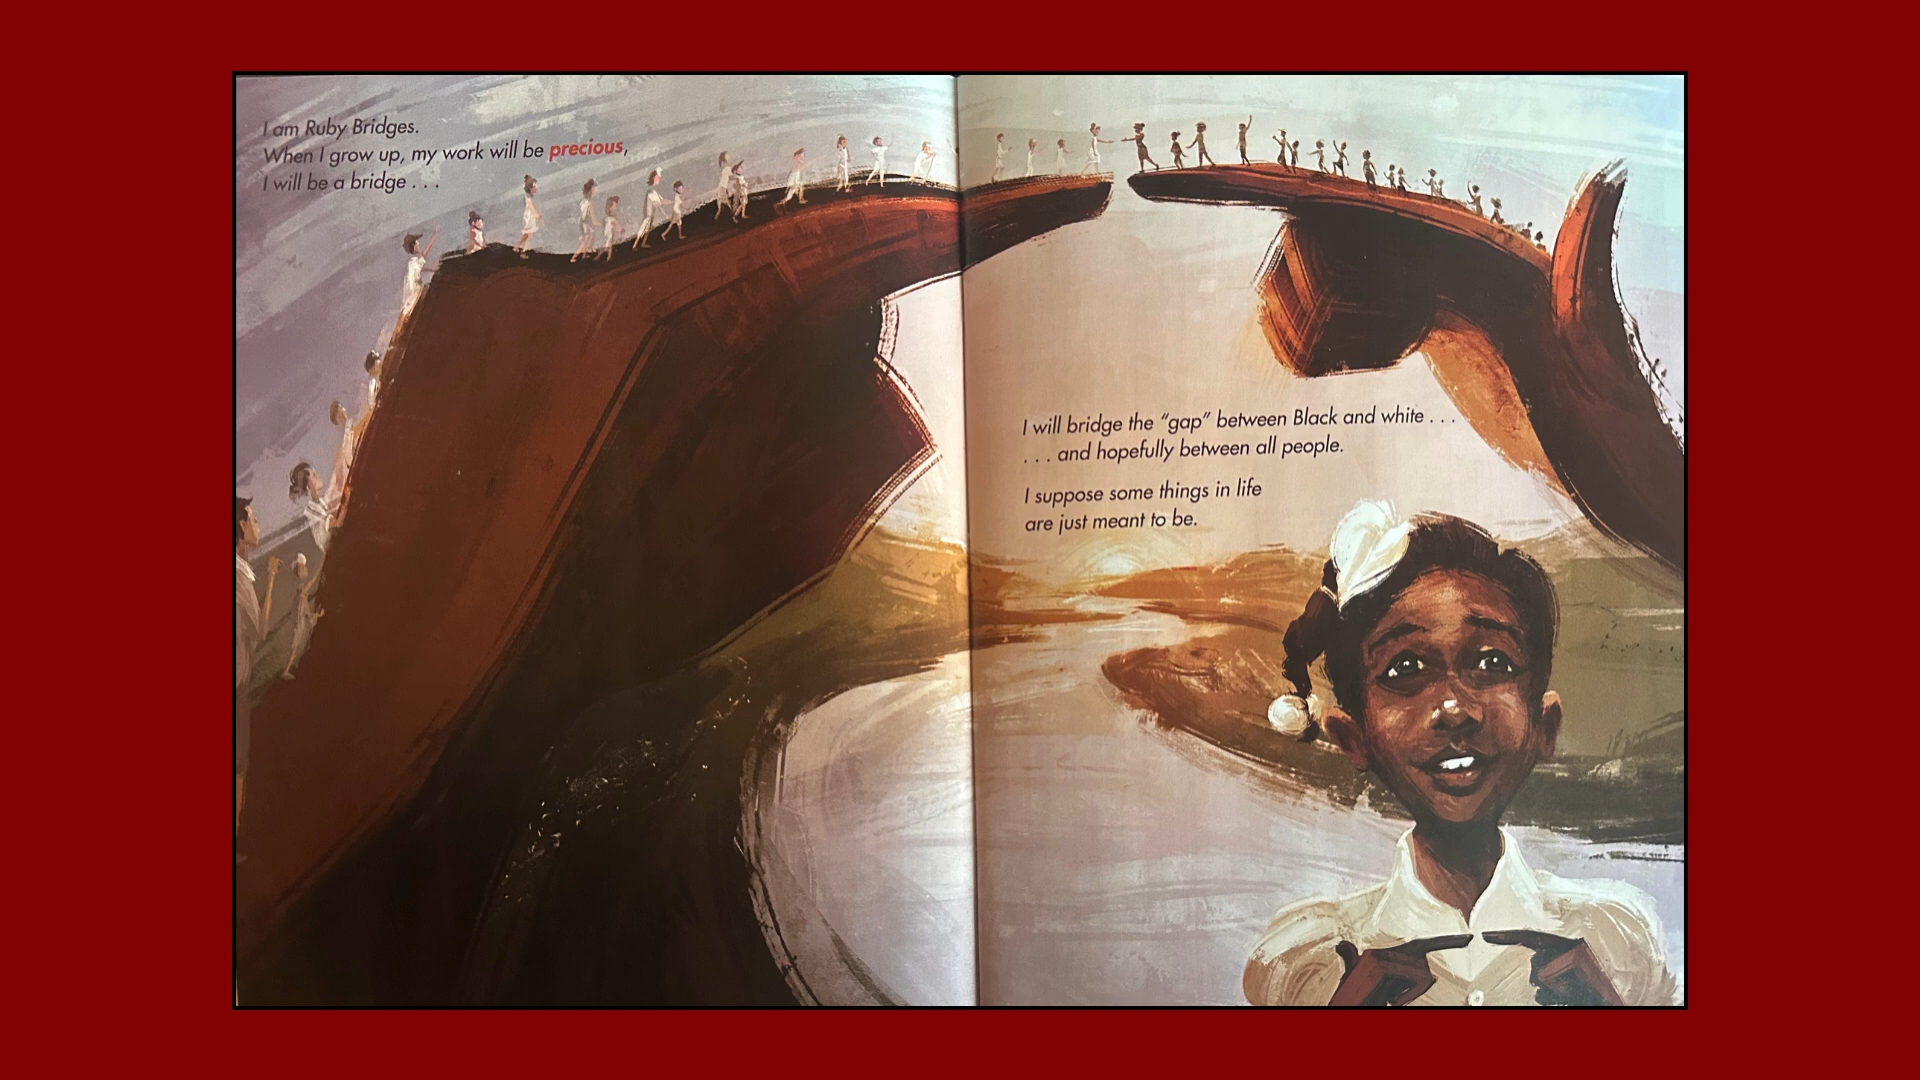 I am Ruby Bridges.
When I grow up, my work will be precious,
I will be a bridge . . .
I will bridge the “gap” between Black and white . . .
. . . and hopefully between all people.
I suppose some things in life
are just meant to be.